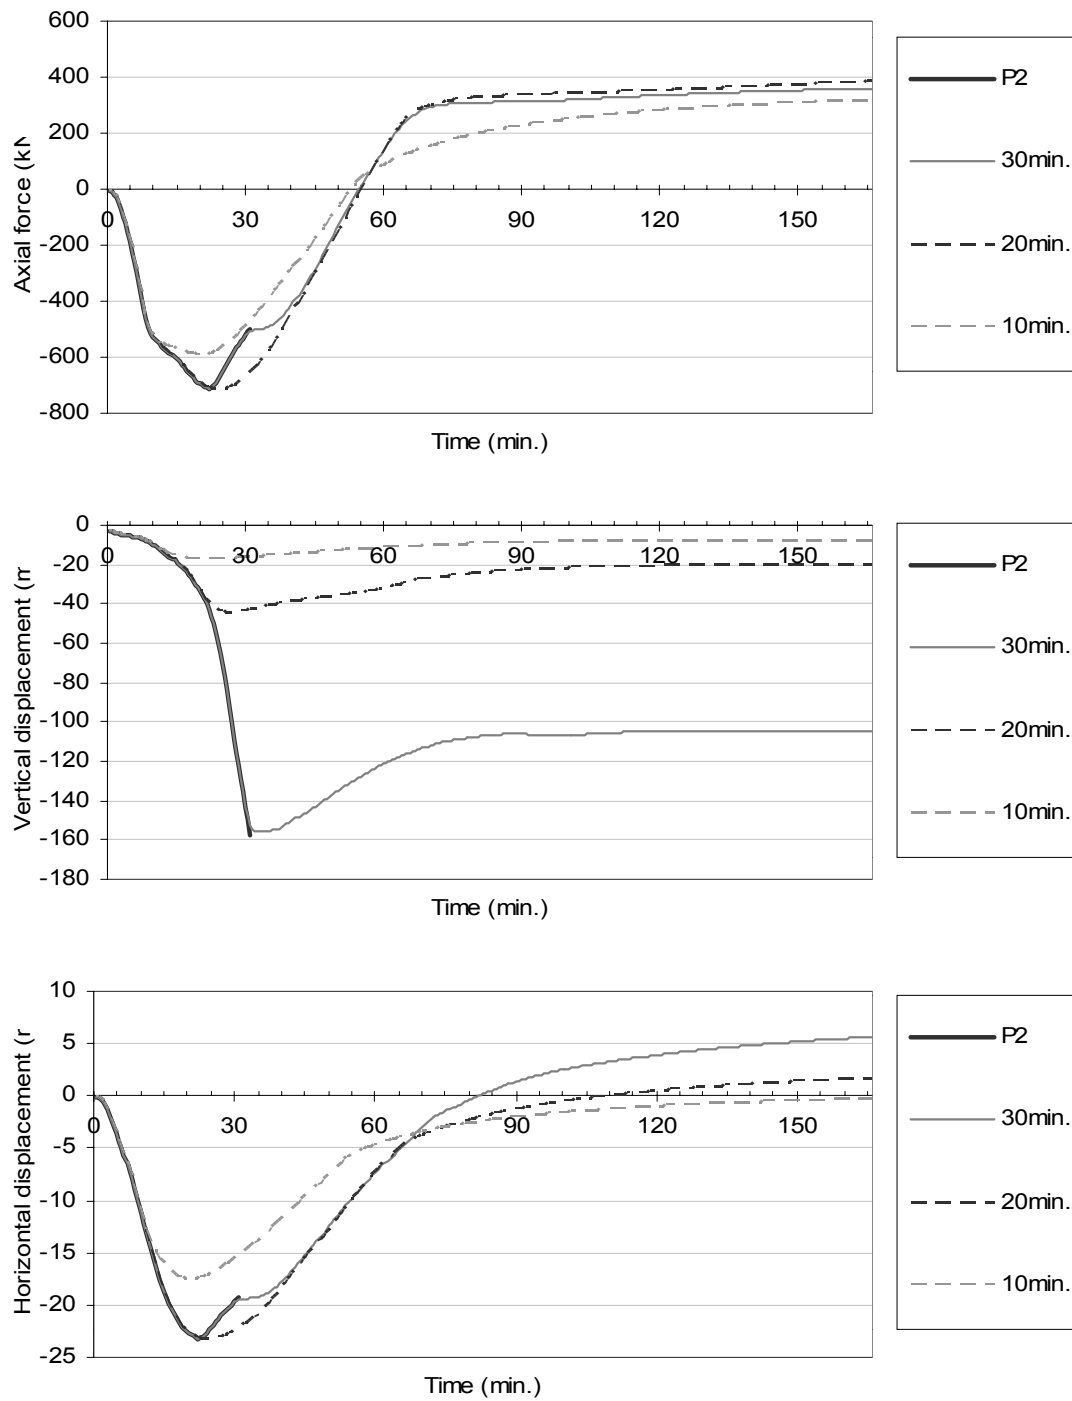 600
400
200
0
-200
-400
-600
-800
0 30 60 90 120 150
Axial force (kN
Time (min.)
P2
30min.
20min.
10min.
0
-20
-40
-60
-80
-100
-120
-140
-160
-180
0 30 60 90 120 150
Vertical displacement (
Time (min.)
P2
30min.
20min.
10min.
10
5
0
-5
-10
-15
-20
-25
0 30 60 90 120 150
Horizontal displacement (
Time (min.)
P2
30min.
20min.
10min.